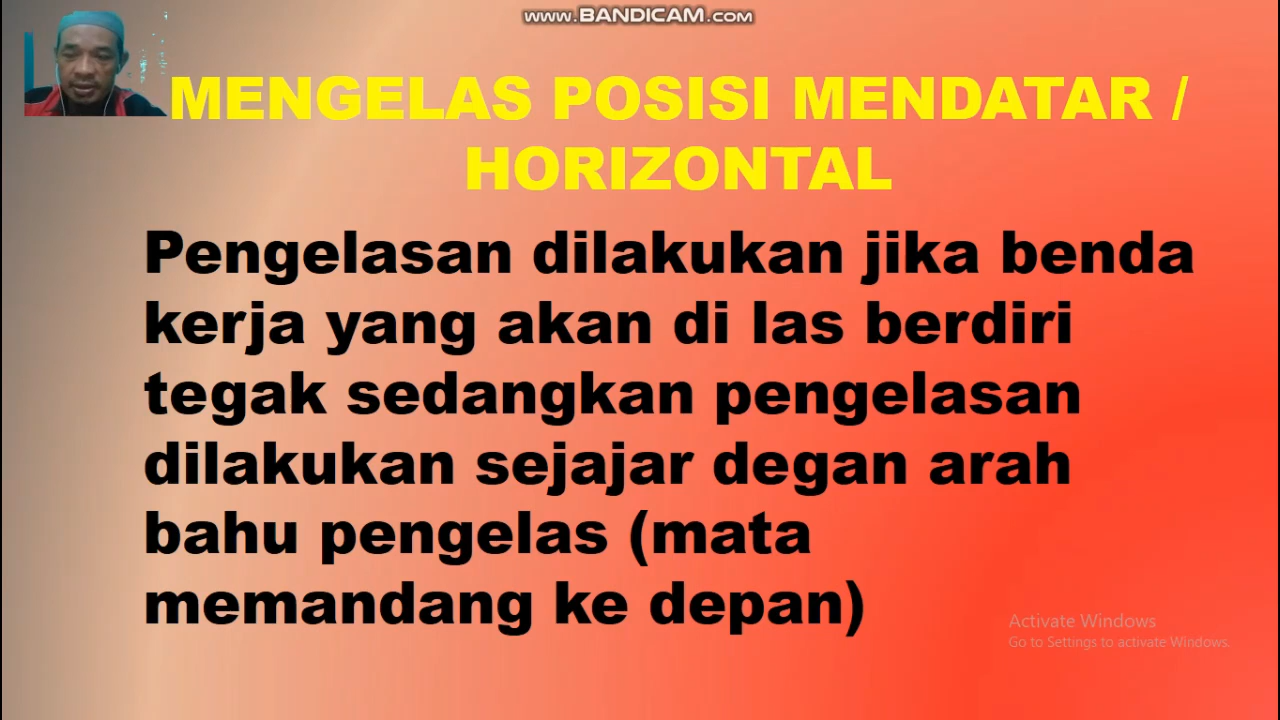 www.BANDICAM.com
MENGELAS POSISI MENDATAR /
HORIZONTAL
Pengelasan dilakukan jika benda
kerja yang akan di las berdiri
tegak sedangkan pengelasan
dilakukan sejajar degan arah
bahu pengelas (mata
memandang ke depan)
Activate Windows
Go to Settings to activate Windows.